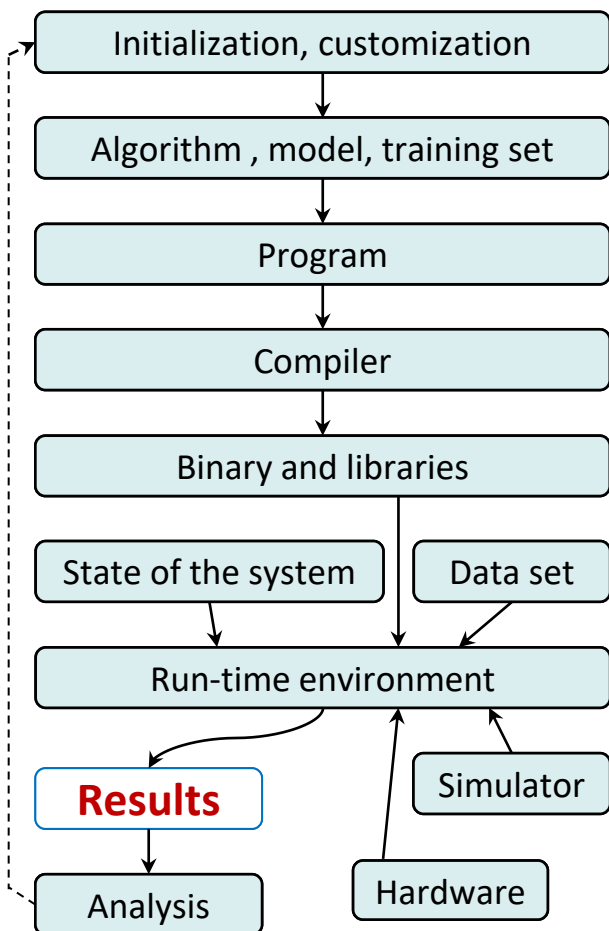 Initialization, customization
Algorithm , model, training set
Program
Compiler
Binary and libraries
State of the system
Data set
Run-time environment
Results
Simulator
Analysis
Hardware